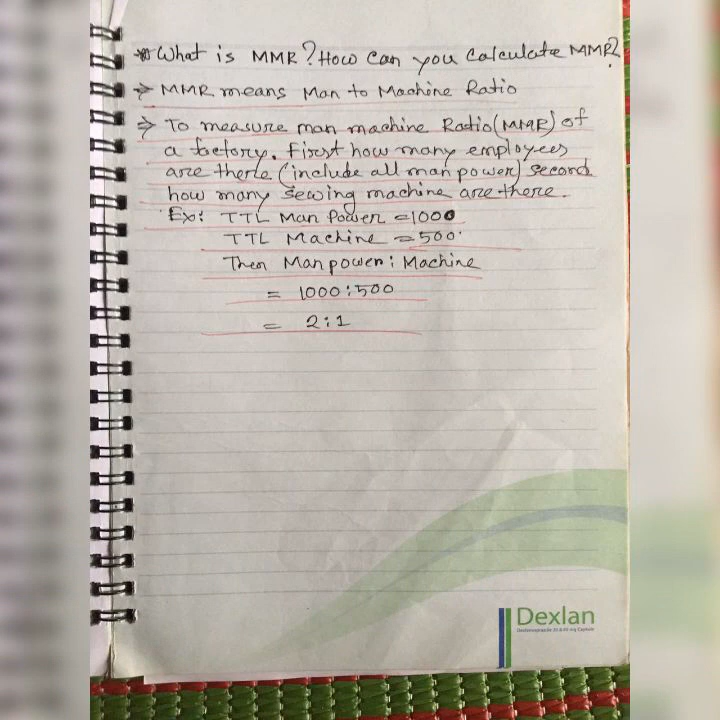 * What is MMR? How can you calculate MMR?
⇒ MMR means Man to Machine Ratio
⇒ To measure man machine Ratio (MMR) of
a factory. First how many employees
are there (include all man power) second
how many sewing machine are there.
Ex: TTL Man Power = 1000
TTL Machine = 500
Then Manpower : Machine
= 1000:500
= 2:1
Dexlan